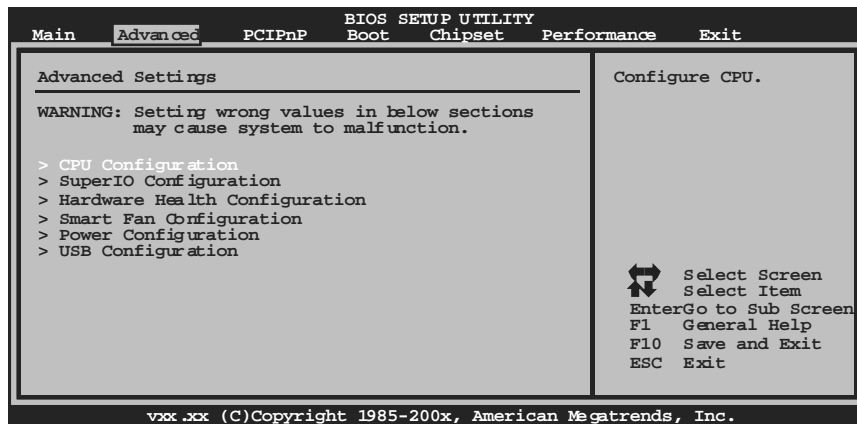 BIOS SETUP UTILITY
Main Advanced PCIPnP Boot Chipset Performance Exit
Advanced Settings
WARNING: Setting wrong values in below sections
may cause system to malfunction.
> CPU Configuration
> SuperIO Configuration
> Hardware Health Configuration
> Smart Fan Configuration
> Power Configuration
> USB Configuration
Configure CPU.
Select Screen
Select Item
Enter Go to Sub Screen
F1 General Help
F10 Save and Exit
ESC Exit
vxx.xx (C)Copyright 1985-200x, American Megatrends, Inc.